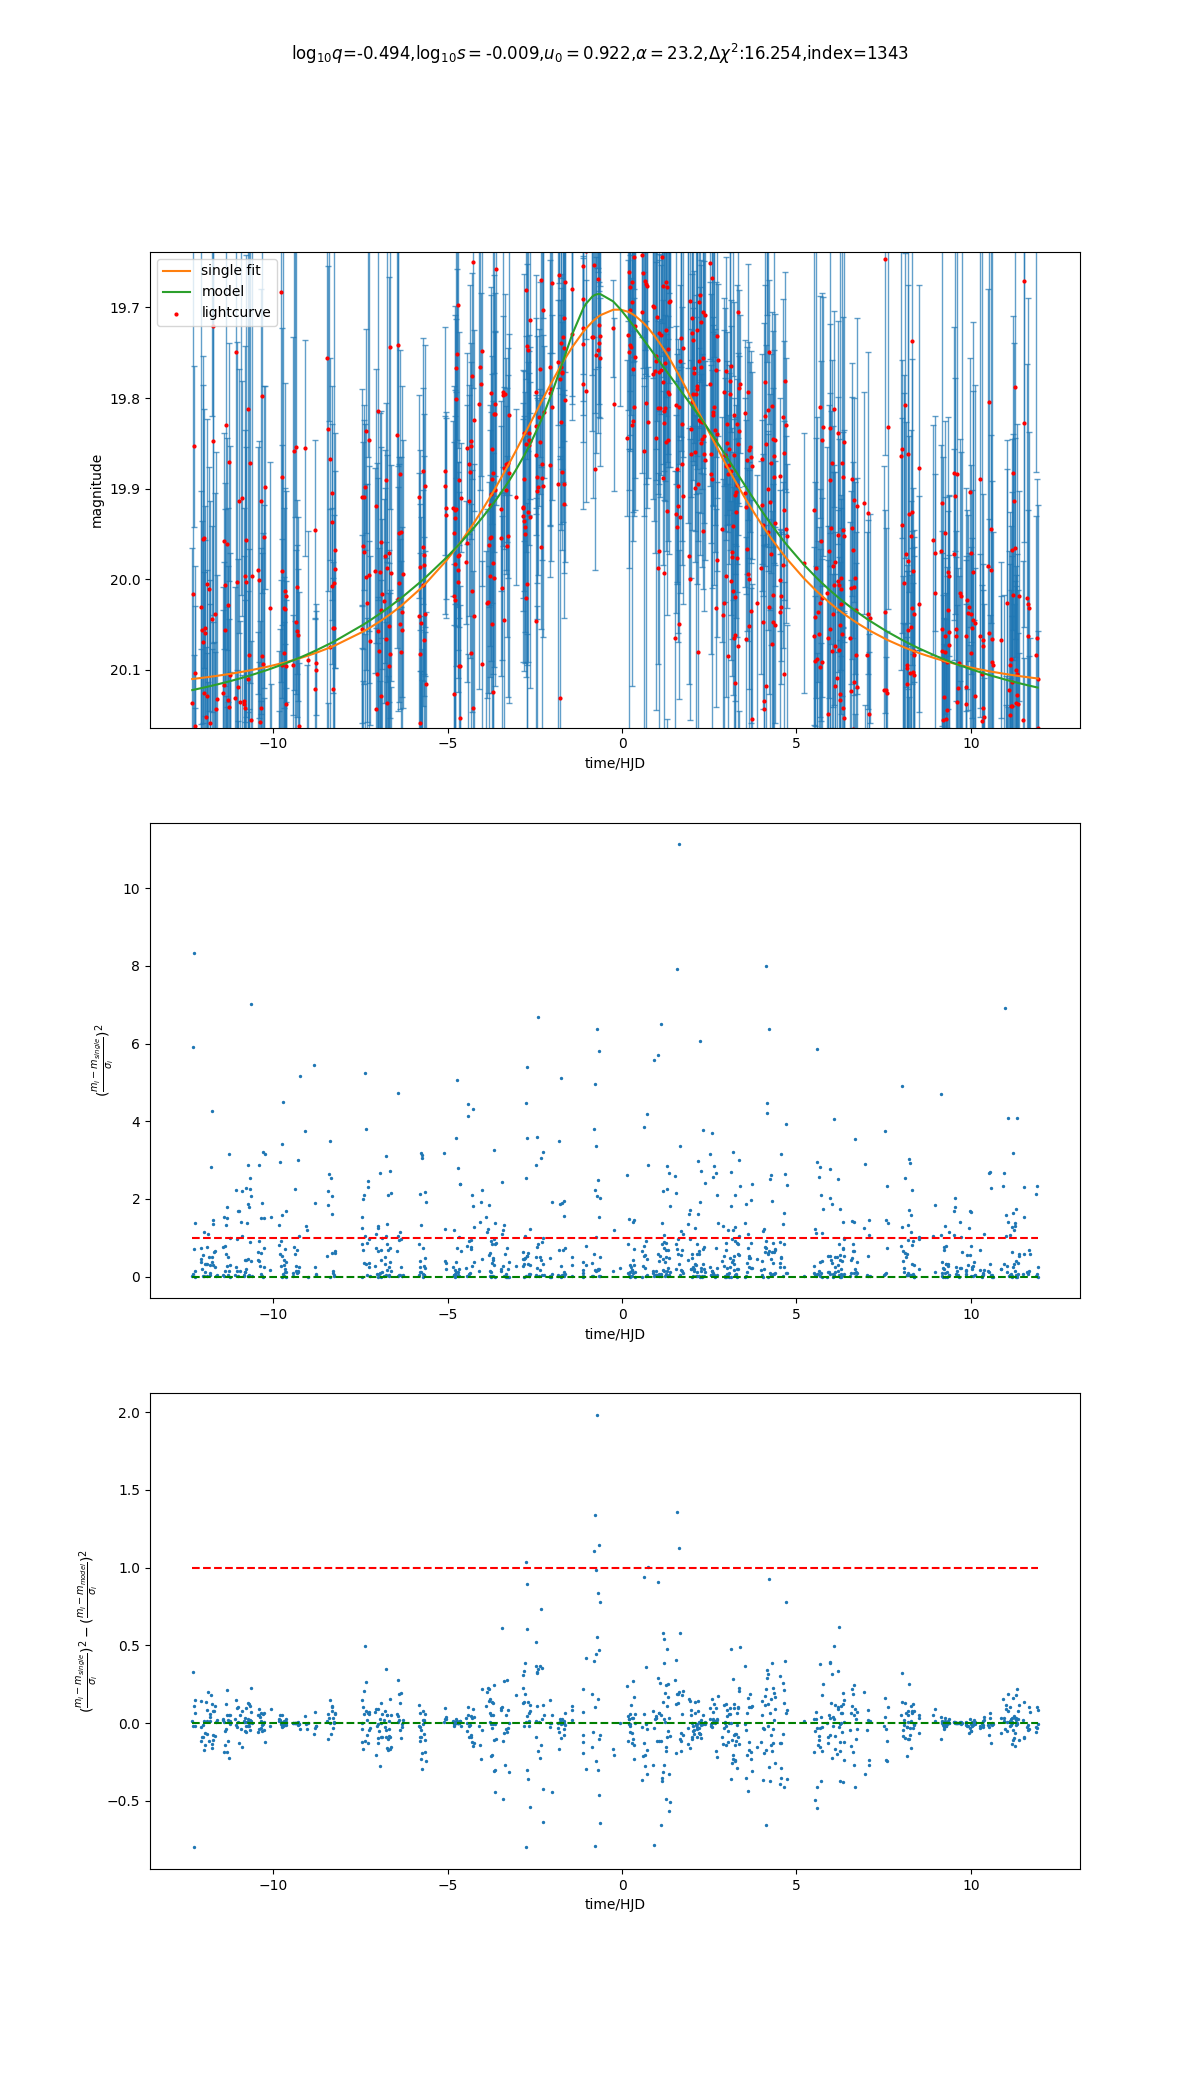 log₁₀q=-0.494,log₁₀s = -0.009,u₀ = 0.922,α = 23.2,Δχ²:16.254,index=1343
single fit
model
lightcurve
19.7
19.8
19.9
20.0
20.1
magnitude
−10 −5 0 5 10
time/HJD
10
8
6
4
2
0
((mᵢ − m_single)/σᵢ)²
−10 −5 0 5 10
time/HJD
2.0
1.5
1.0
0.5
0.0
−0.5
((mᵢ − m_single)/σᵢ)² − ((mᵢ − m_model)/σᵢ)²
−10 −5 0 5 10
time/HJD